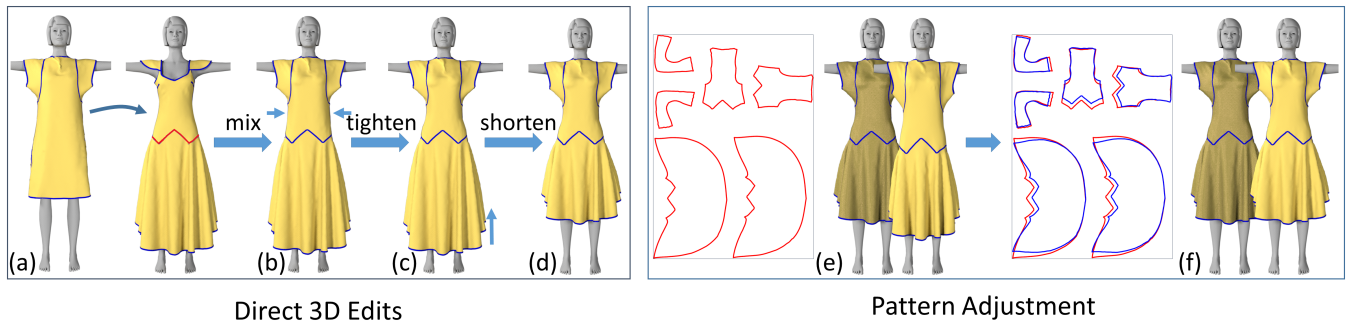 mix
tighten
shorten
(a)
(b)
(c)
(d)
(e)
(f)
Direct 3D Edits
Pattern Adjustment